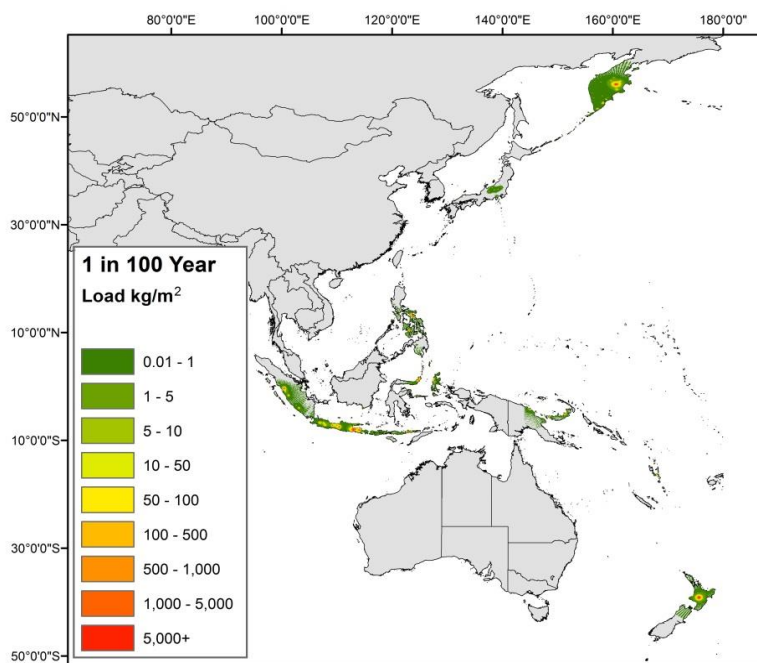 80°0'0"E 100°0'0"E 120°0'0"E 140°0'0"E 160°0'0"E 180°0'0"
50°0'0"N
30°0'0"N
10°0'0"N
10°0'0"S
30°0'0"S
50°0'0"S
1 in 100 Year
Load kg/m²
0.01 - 1
1 - 5
5 - 10
10 - 50
50 - 100
100 - 500
500 - 1,000
1,000 - 5,000
5,000+